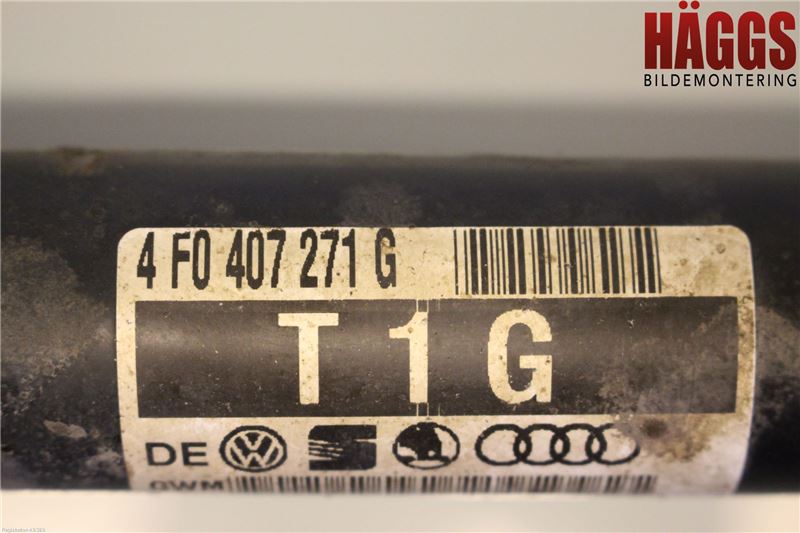 HÄGGS
BILDEMONTERING
4 F0 407 271 G
T 1 G
DE
GWM